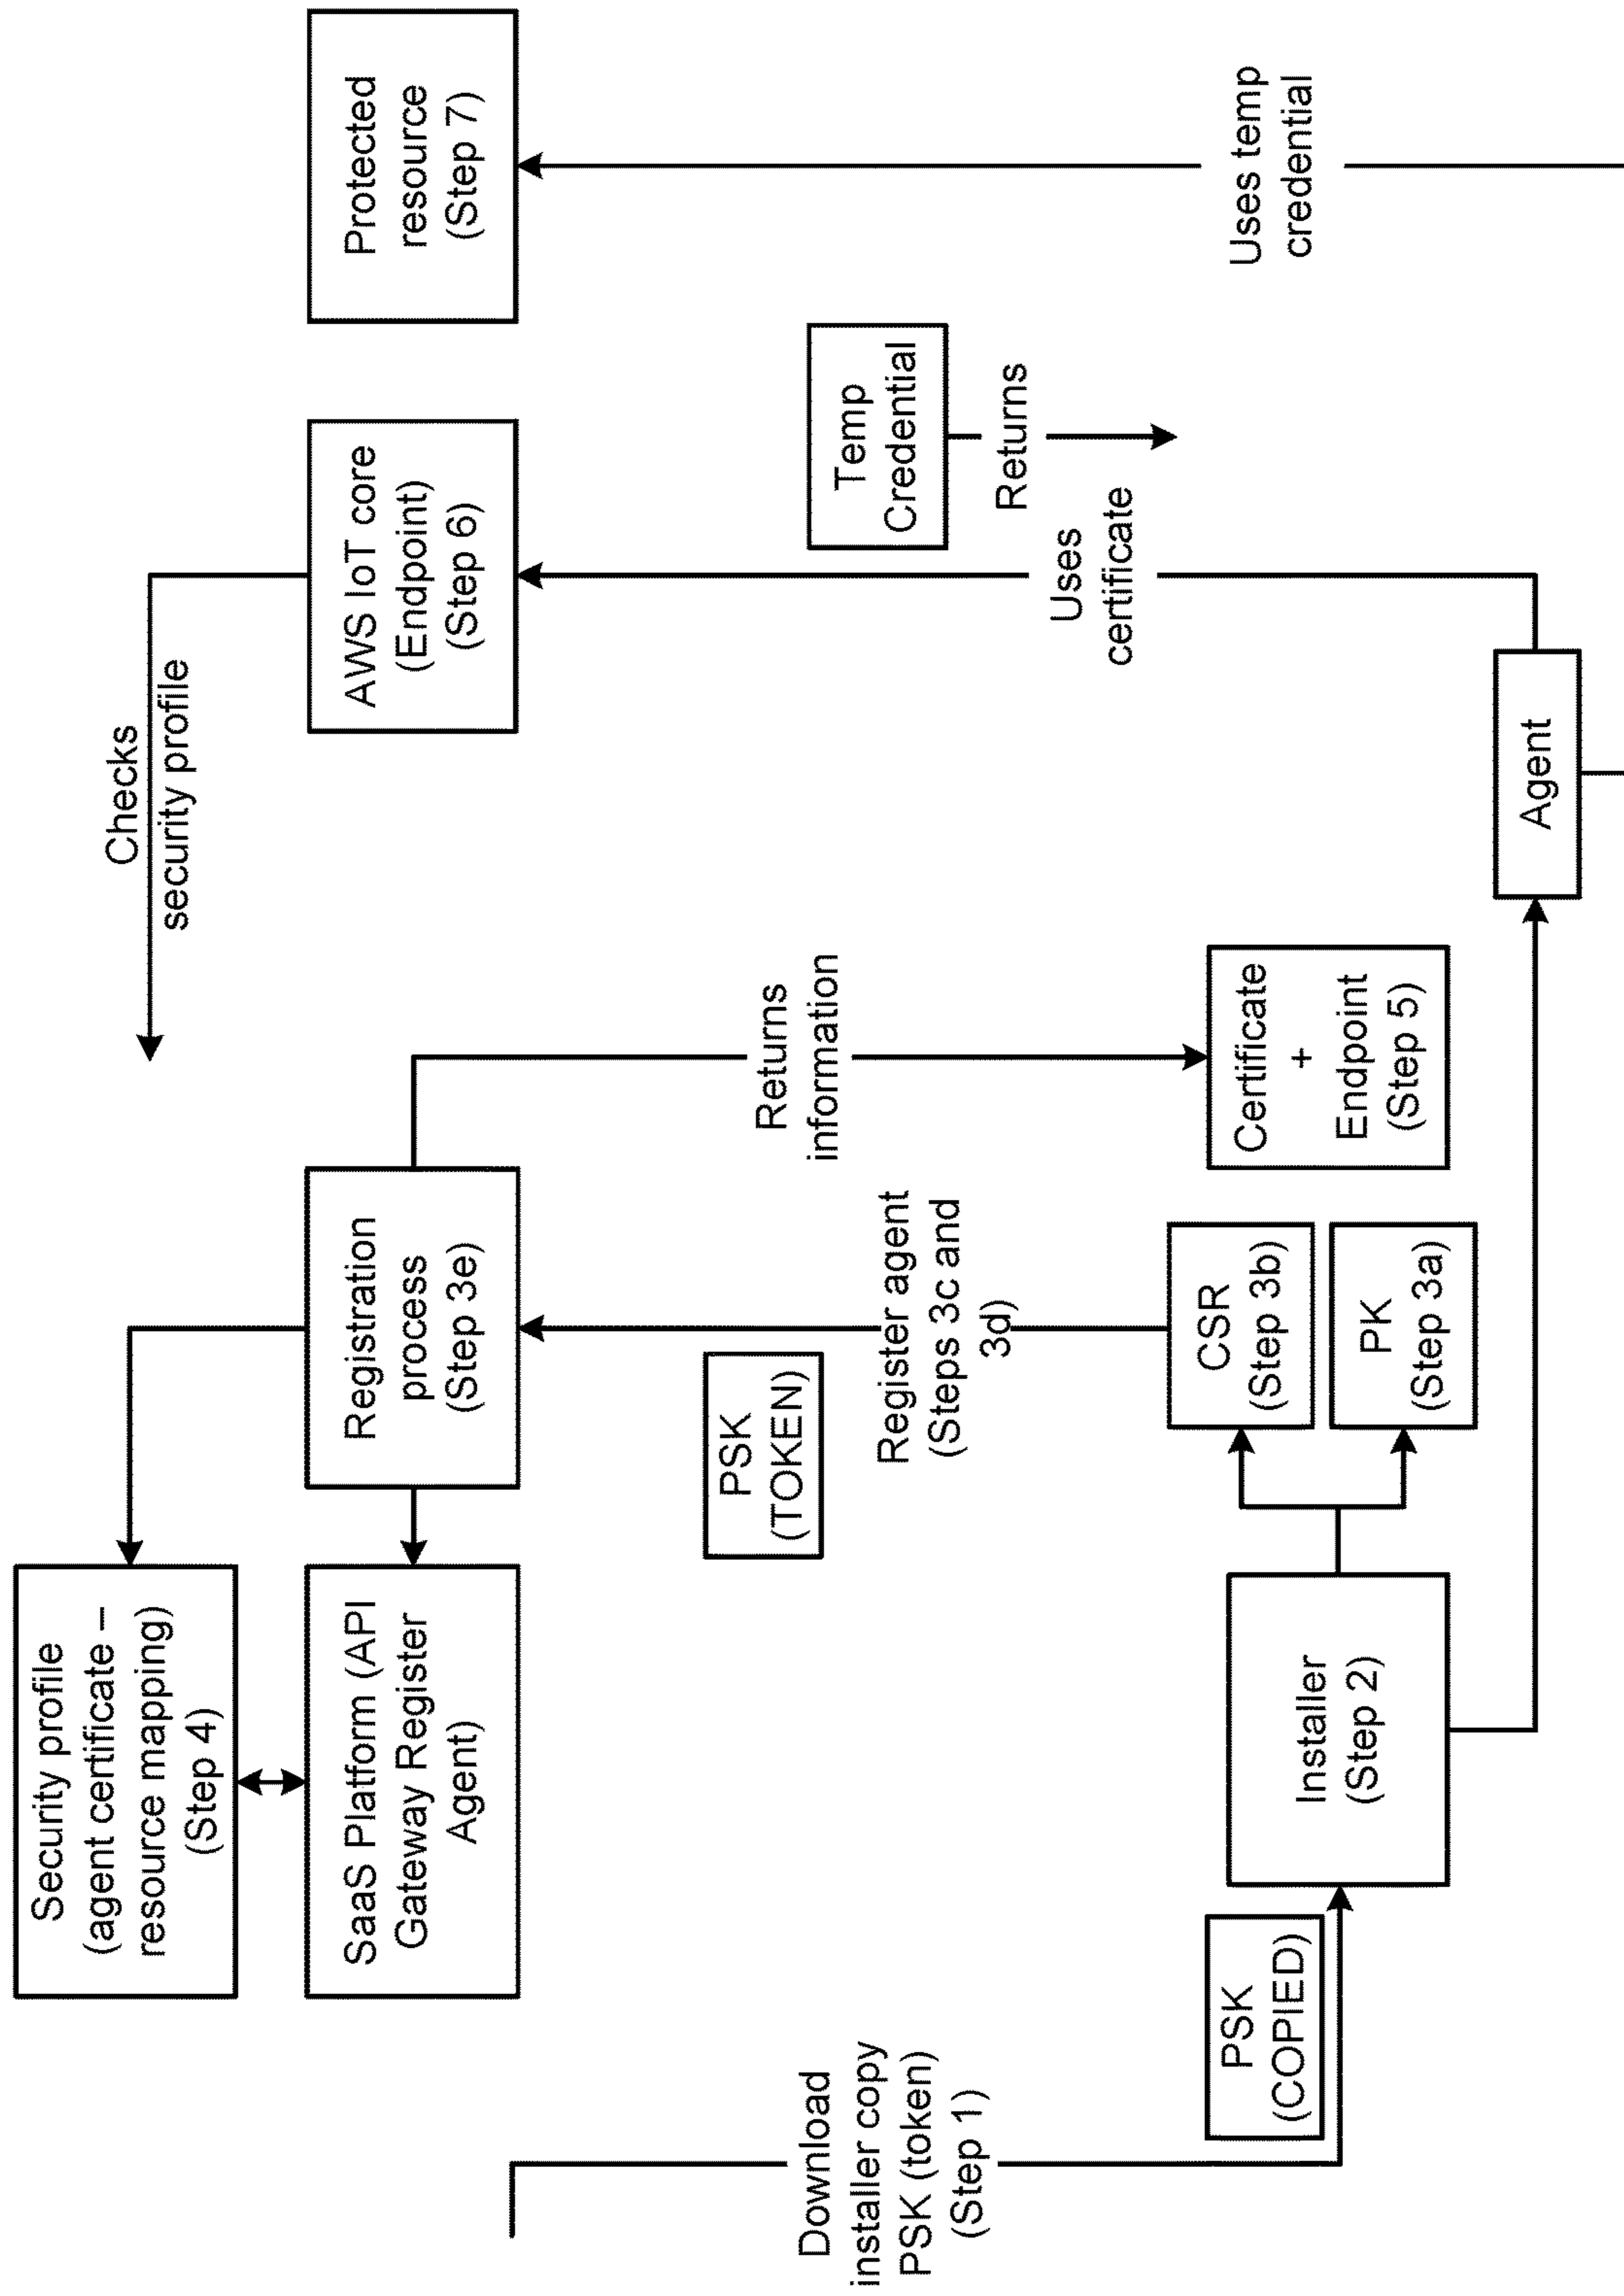 Security profile
(agent certificate –
resource mapping)
(Step 4)
SaaS Platform (API
Gateway Register
Agent)
Registration
process
(Step 3e)
Checks
security profile
AWS IoT core
(Endpoint)
(Step 6)
Protected
resource
(Step 7)
Download
installer copy
PSK (token)
(Step 1)
PSK
(TOKEN)
Register agent
(Steps 3c and
3d)
Returns
information
Temp
Credential
Returns
Uses
certificate
Uses temp
credential
PSK
(COPIED)
Installer
(Step 2)
CSR
(Step 3b)
PK
(Step 3a)
Certificate
+
Endpoint
(Step 5)
Agent